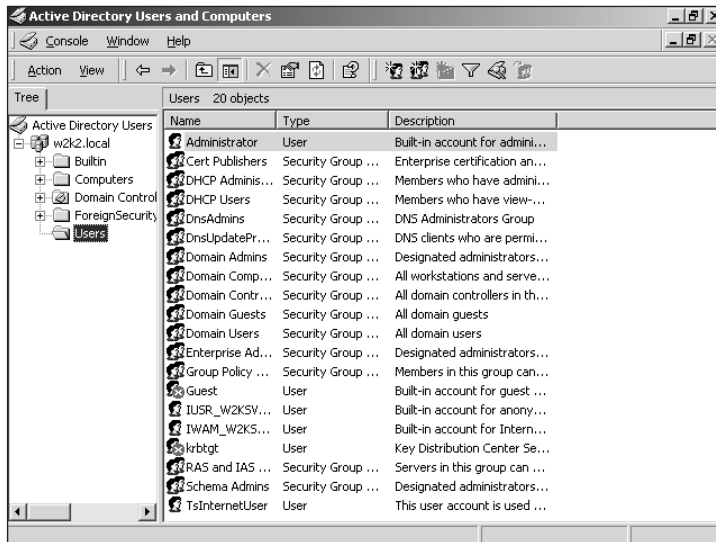 Active Directory Users and Computers
Console Window Help
Action View
Tree
Users 20 objects
Active Directory Users
w2k2.local
Builtin
Computers
Domain Control
ForeignSecurity
Users
Name Type Description
Administrator User Built-in account for admini...
Cert Publishers Security Group ... Enterprise certification an...
DHCP Adminis... Security Group ... Members who have admini...
DHCP Users Security Group ... Members who have view-...
DnsAdmins Security Group ... DNS Administrators Group
DnsUpdatePr... Security Group ... DNS clients who are permi...
Domain Admins Security Group ... Designated administrators...
Domain Comp... Security Group ... All workstations and serve...
Domain Contr... Security Group ... All domain controllers in th...
Domain Guests Security Group ... All domain guests
Domain Users Security Group ... All domain users
Enterprise Ad... Security Group ... Designated administrators...
Group Policy ... Security Group ... Members in this group can...
Guest User Built-in account for guest ...
IUSR_W2KSV... User Built-in account for anony...
IWAM_W2KS... User Built-in account for Intern...
krbtgt User Key Distribution Center Se...
RAS and IAS ... Security Group ... Servers in this group can ...
Schema Admins Security Group ... Designated administrators...
TsInternetUser User This user account is used ...